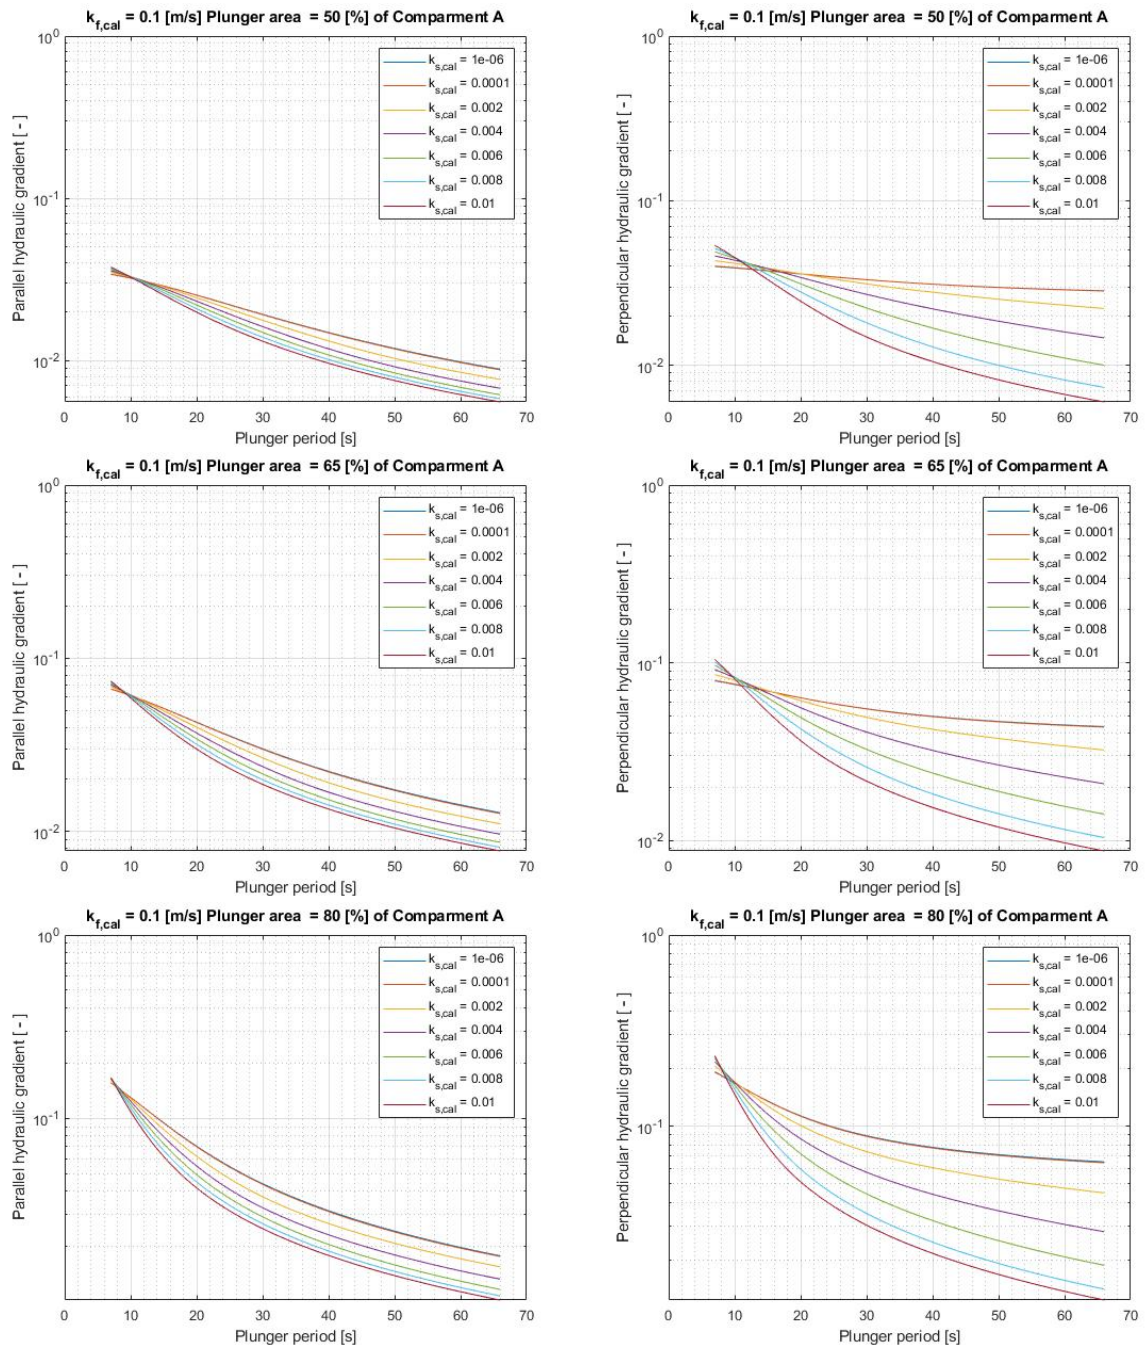 k_f,cal = 0.1 [m/s] Plunger area = 50 [%] of Comparment A
10^0
10^-1
10^-2
Parallel hydraulic gradient [ - ]
k_s,cal = 1e-06
k_s,cal = 0.0001
k_s,cal = 0.002
k_s,cal = 0.004
k_s,cal = 0.006
k_s,cal = 0.008
k_s,cal = 0.01
0 10 20 30 40 50 60 70
Plunger period [s]
k_f,cal = 0.1 [m/s] Plunger area = 50 [%] of Comparment A
10^0
10^-1
10^-2
Perpendicular hydraulic gradient [ - ]
k_s,cal = 1e-06
k_s,cal = 0.0001
k_s,cal = 0.002
k_s,cal = 0.004
k_s,cal = 0.006
k_s,cal = 0.008
k_s,cal = 0.01
0 10 20 30 40 50 60 70
Plunger period [s]
k_f,cal = 0.1 [m/s] Plunger area = 65 [%] of Comparment A
10^0
10^-1
10^-2
Parallel hydraulic gradient [ - ]
k_s,cal = 1e-06
k_s,cal = 0.0001
k_s,cal = 0.002
k_s,cal = 0.004
k_s,cal = 0.006
k_s,cal = 0.008
k_s,cal = 0.01
0 10 20 30 40 50 60 70
Plunger period [s]
k_f,cal = 0.1 [m/s] Plunger area = 65 [%] of Comparment A
10^0
10^-1
10^-2
Perpendicular hydraulic gradient [ - ]
k_s,cal = 1e-06
k_s,cal = 0.0001
k_s,cal = 0.002
k_s,cal = 0.004
k_s,cal = 0.006
k_s,cal = 0.008
k_s,cal = 0.01
0 10 20 30 40 50 60 70
Plunger period [s]
k_f,cal = 0.1 [m/s] Plunger area = 80 [%] of Comparment A
10^0
10^-1
Parallel hydraulic gradient [ - ]
k_s,cal = 1e-06
k_s,cal = 0.0001
k_s,cal = 0.002
k_s,cal = 0.004
k_s,cal = 0.006
k_s,cal = 0.008
k_s,cal = 0.01
0 10 20 30 40 50 60 70
Plunger period [s]
k_f,cal = 0.1 [m/s] Plunger area = 80 [%] of Comparment A
10^0
10^-1
Perpendicular hydraulic gradient [ - ]
k_s,cal = 1e-06
k_s,cal = 0.0001
k_s,cal = 0.002
k_s,cal = 0.004
k_s,cal = 0.006
k_s,cal = 0.008
k_s,cal = 0.01
0 10 20 30 40 50 60 70
Plunger period [s]